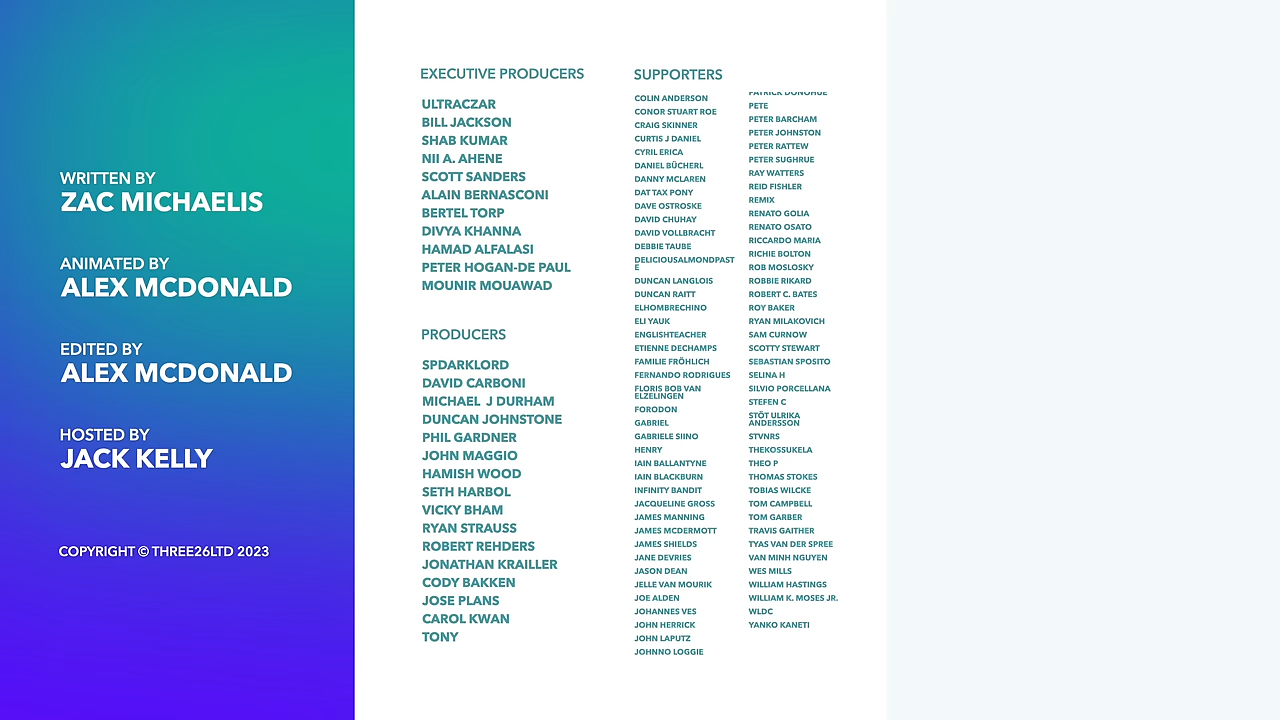 WRITTEN BY
ZAC MICHAELIS
ANIMATED BY
ALEX MCDONALD
EDITED BY
ALEX MCDONALD
HOSTED BY
JACK KELLY
COPYRIGHT © THREE26LTD 2023
EXECUTIVE PRODUCERS
ULTRACZAR
BILL JACKSON
SHAB KUMAR
NII A. AHENE
SCOTT SANDERS
ALAIN BERNASCONI
BERTEL TORP
DIVYA KHANNA
HAMAD ALFALASI
PETER HOGAN-DE PAUL
MOUNIR MOUAWAD
PRODUCERS
SPDARKLORD
DAVID CARBONI
MICHAEL J DURHAM
DUNCAN JOHNSTONE
PHIL GARDNER
JOHN MAGGIO
HAMISH WOOD
SETH HARBOL
VICKY BHAM
RYAN STRAUSS
ROBERT REHDERS
JONATHAN KRAILLER
CODY BAKKEN
JOSE PLANS
CAROL KWAN
TONY
SUPPORTERS
COLIN ANDERSON
CONOR STUART ROE
CRAIG SKINNER
CURTIS J DANIEL
CYRIL ERICA
DANIEL BÜCHERL
DANNY MCLAREN
DAT TAX PONY
DAVE OSTROSKE
DAVID CHUHAY
DAVID VOLLBRACHT
DEBBIE TAUBE
DELICIOUSALMONDPAST
E
DUNCAN LANGLOIS
DUNCAN RAITT
ELHOMBRECHINO
ELI YAUK
ENGLISHTEACHER
ETIENNE DECHAMPS
FAMILIE FRÖHLICH
FERNANDO RODRIGUES
FLORIS BOB VAN
ELZELINGEN
FORODON
GABRIEL
GABRIELE SIINO
HENRY
IAIN BALLANTYNE
IAIN BLACKBURN
INFINITY BANDIT
JACQUELINE GROSS
JAMES MANNING
JAMES MCDERMOTT
JAMES SHIELDS
JANE DEVRIES
JASON DEAN
JELLE VAN MOURIK
JOE ALDEN
JOHANNES VES
JOHN HERRICK
JOHN LAPUTZ
JOHNNO LOGGIE
PATRICK DONOHUE
PETE
PETER BARCHAM
PETER JOHNSTON
PETER RATTEW
PETER SUGHRUE
RAY WATTERS
REID FISHLER
REMIX
RENATO GOLIA
RENATO OSATO
RICCARDO MARIA
RICHIE BOLTON
ROB MOSLOSKY
ROBBIE RIKARD
ROBERT C. BATES
ROY BAKER
RYAN MILAKOVICH
SAM CURNOW
SCOTTY STEWART
SEBASTIAN SPOSITO
SELINA H
SILVIO PORCELLANA
STEFEN C
STÖT ULRIKA
ANDERSSON
STVNRS
THEKOSSUKELA
THEO P
THOMAS STOKES
TOBIAS WILCKE
TOM CAMPBELL
TOM GARBER
TRAVIS GAITHER
TYAS VAN DER SPREE
VAN MINH NGUYEN
WES MILLS
WILLIAM HASTINGS
WILLIAM K. MOSES JR.
WLDC
YANKO KANETI